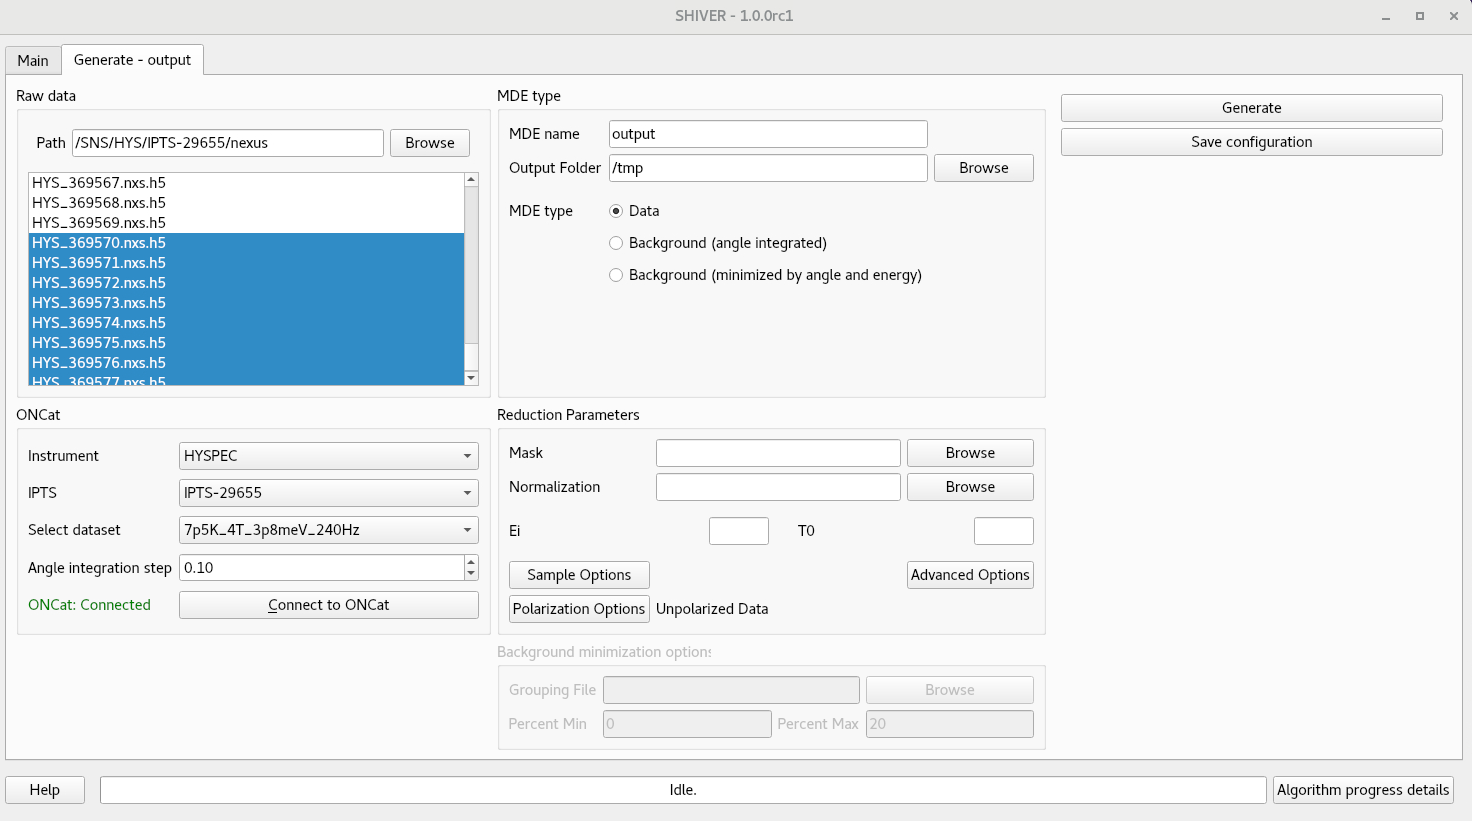 SHIVER - 1.0.0rc1
Main
Generate - output
Raw data
Path /SNS/HYS/IPTS-29655/nexus Browse
HYS_369567.nxs.h5
HYS_369568.nxs.h5
HYS_369569.nxs.h5
HYS_369570.nxs.h5
HYS_369571.nxs.h5
HYS_369572.nxs.h5
HYS_369573.nxs.h5
HYS_369574.nxs.h5
HYS_369575.nxs.h5
HYS_369576.nxs.h5
HYS_369577.nxs.h5
MDE type
MDE name output
Output Folder /tmp Browse
MDE type Data
Background (angle integrated)
Background (minimized by angle and energy)
Generate
Save configuration
ONCat
Instrument HYSPEC
IPTS IPTS-29655
Select dataset 7p5K_4T_3p8meV_240Hz
Angle integration step 0.10
ONCat: Connected Connect to ONCat
Reduction Parameters
Mask Browse
Normalization Browse
Ei T0
Sample Options Advanced Options
Polarization Options Unpolarized Data
Background minimization options
Grouping File Browse
Percent Min 0 Percent Max 20
Help Idle. Algorithm progress details